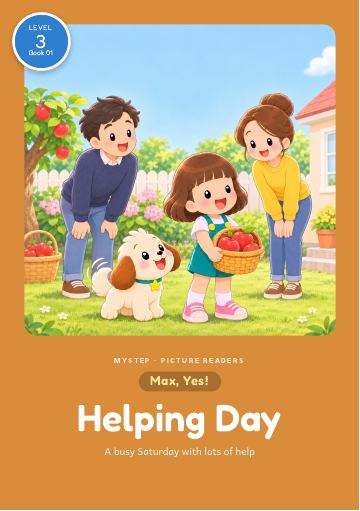 LEVEL
3
Book 01
MYSTEP · PICTURE READERS
Max, Yes!
Helping Day
A busy Saturday with lots of help